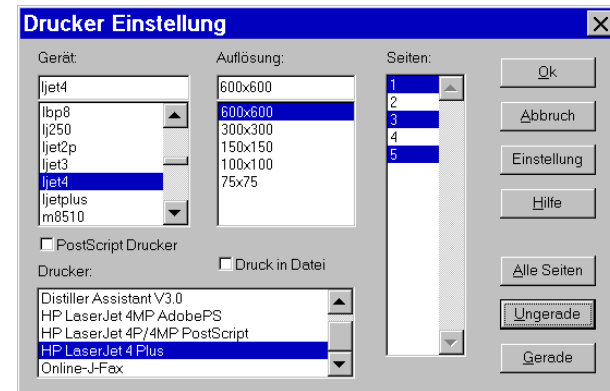 Drucker Einstellung
Gerät:
ljet4
lbp8
lj250
ljet2p
ljet3
ljet4
ljetplus
m8510
PostScript Drucker
Auflösung:
600x600
600x600
300x300
150x150
100x100
75x75
Druck in Datei
Seiten:
1
2
3
4
5
Drucker:
Distiller Assistant V3.0
HP LaserJet 4MP AdobePS
HP LaserJet 4P/4MP PostScript
HP LaserJet 4 Plus
Online-J-Fax
Ok
Abbruch
Einstellung
Hilfe
Alle Seiten
Ungerade
Gerade